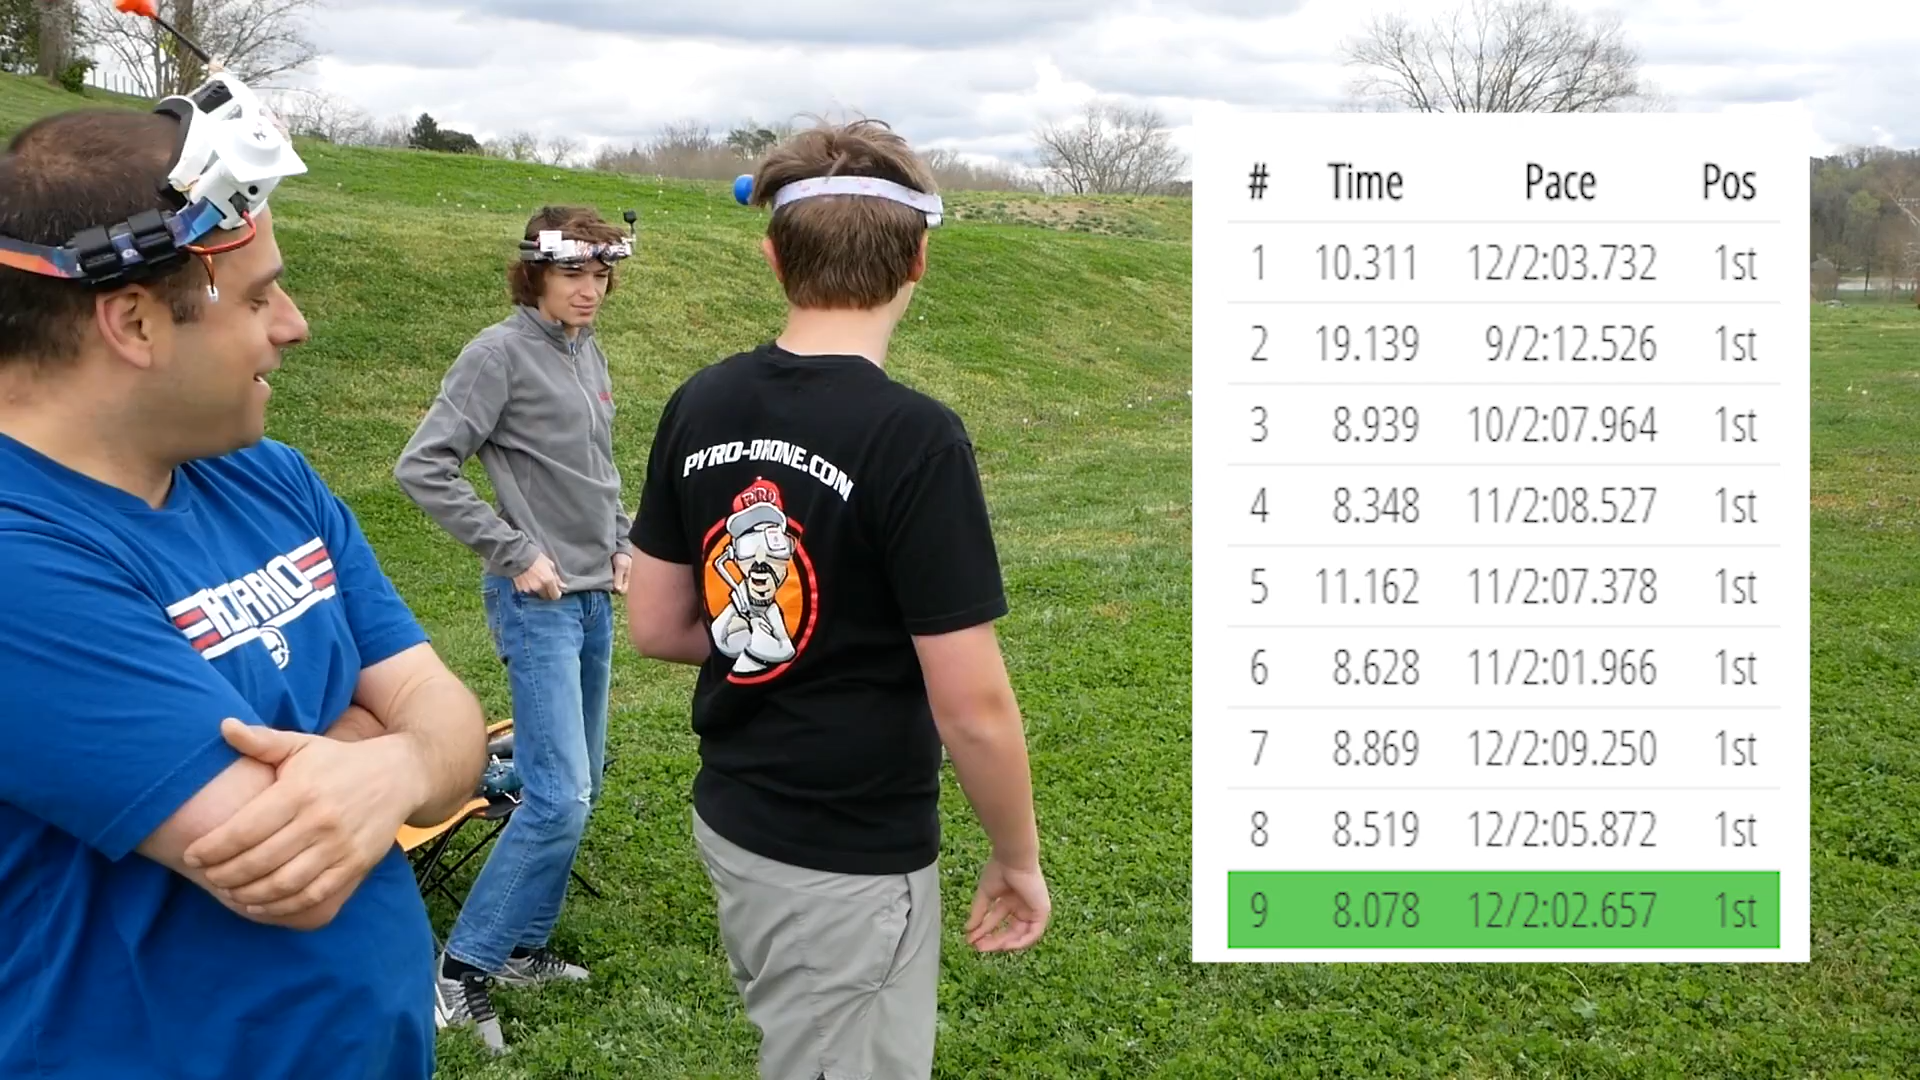 PYRO-DRONE.COM
PYRO
# Time Pace Pos
1 10.311 12/2:03.732 1st
2 19.139 9/2:12.526 1st
3 8.939 10/2:07.964 1st
4 8.348 11/2:08.527 1st
5 11.162 11/2:07.378 1st
6 8.628 11/2:01.966 1st
7 8.869 12/2:09.250 1st
8 8.519 12/2:05.872 1st
9 8.078 12/2:02.657 1st